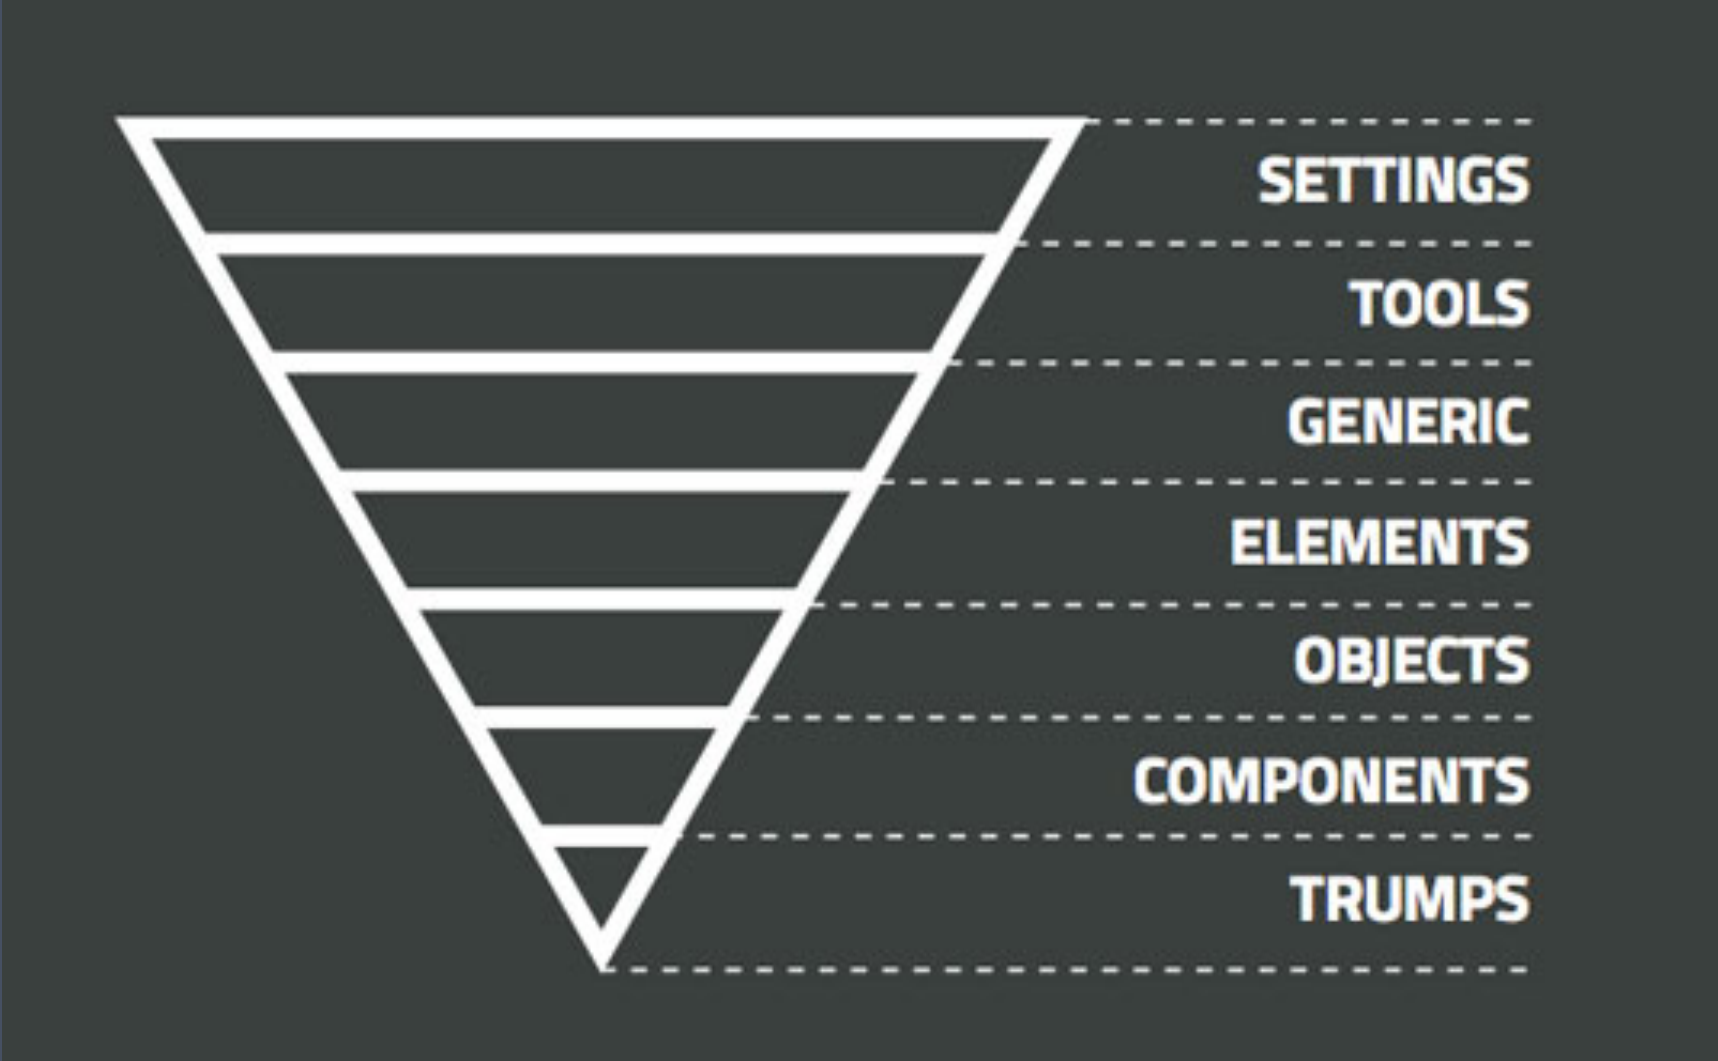 SETTINGS
TOOLS
GENERIC
ELEMENTS
OBJECTS
COMPONENTS
TRUMPS